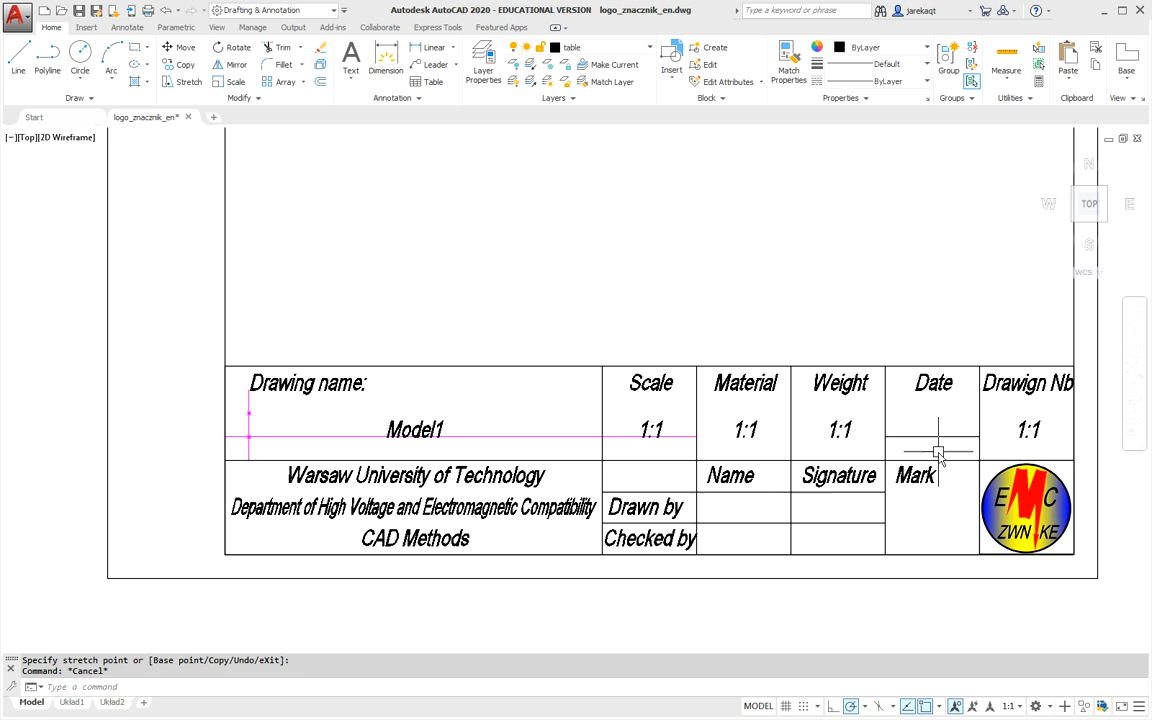 Drafting & Annotation
Autodesk AutoCAD 2020 - EDUCATIONAL VERSION logo_znacznik_en.dwg
Type a keyword or phrase
jarekaqt
Home Insert Annotate Parametric View Manage Output Add-ins Collaborate Express Tools Featured Apps
Line Polyline Circle Arc
Move Rotate Trim
Copy Mirror Fillet
Stretch Scale Array
Text Dimension
Linear
Leader
Table
Layer Properties
table
Make Current
Match Layer
Insert
Create
Edit
Edit Attributes
Match Properties
ByLayer
Default
ByLayer
Group
Measure
Paste
Base
Draw Modify Annotation Layers Block Properties Groups Utilities Clipboard View
Start logo_znacznik_en*
[−][Top][2D Wireframe]
N
W TOP E
S
WCS
Drawing name: Scale Material Weight Date Drawign Nb
Model1 1:1 1:1 1:1 1:1
Warsaw University of Technology Name Signature Mark
Department of High Voltage and Electromagnetic Compatibility Drawn by
CAD Methods Checked by
E C
ZWN KE
Specify stretch point or [Base point/Copy/Undo/eXit]:
Command: *Cancel*
Type a command
Model Układ1 Układ2
MODEL 1:1